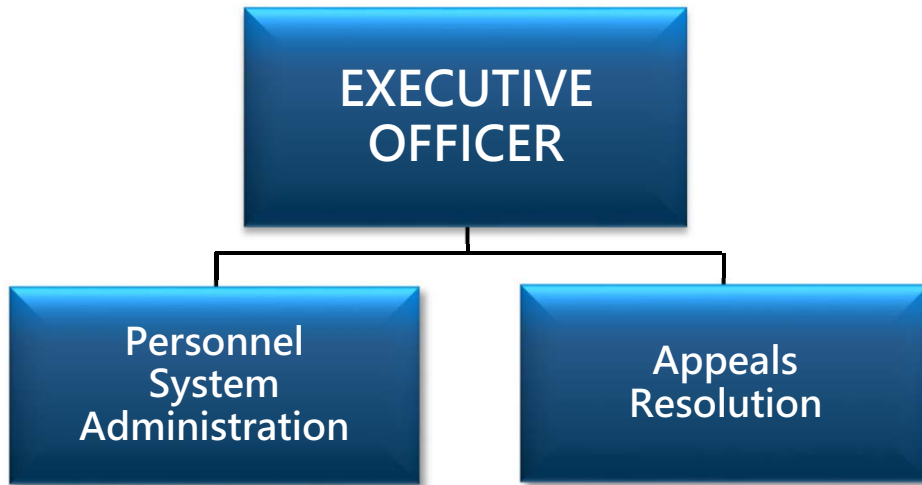 EXECUTIVE
OFFICER
Personnel
System
Administration
Appeals
Resolution